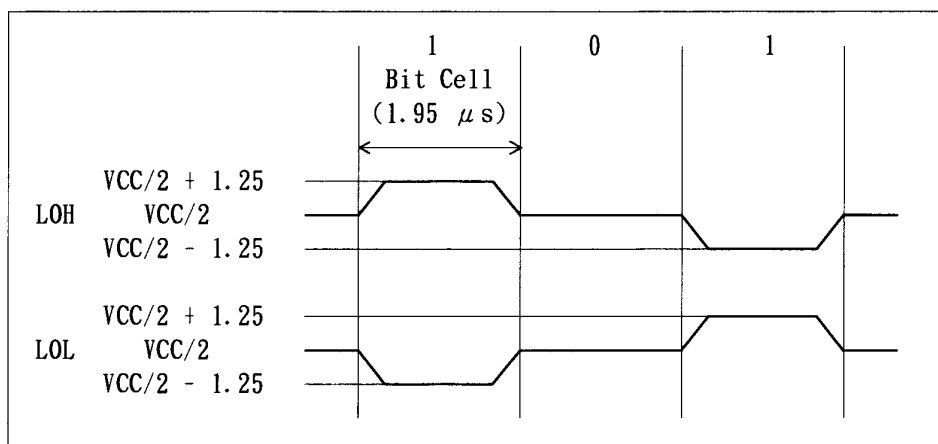 1 0 1
Bit Cell
(1.95 μs)
VCC/2 + 1.25
LOH VCC/2
VCC/2 - 1.25
VCC/2 + 1.25
LOL VCC/2
VCC/2 - 1.25